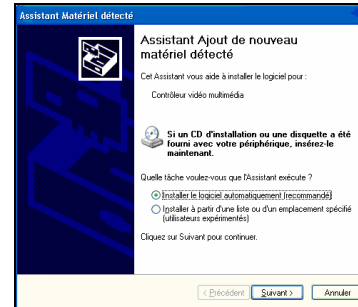 Assistant Matériel détecté
Assistant Ajout de nouveau
matériel détecté
Cet Assistant vous aide à installer le logiciel pour :
Contrôleur vidéo multimédia
Si un CD d'installation ou une disquette a été
fourni avec votre périphérique, insérez-le
maintenant.
Quelle tâche voulez-vous que l'Assistant exécute ?
Installer le logiciel automatiquement (recommandé)
Installer à partir d'une liste ou d'un emplacement spécifié
(utilisateurs expérimentés)
Cliquez sur Suivant pour continuer.
< Précédent Suivant > Annuler